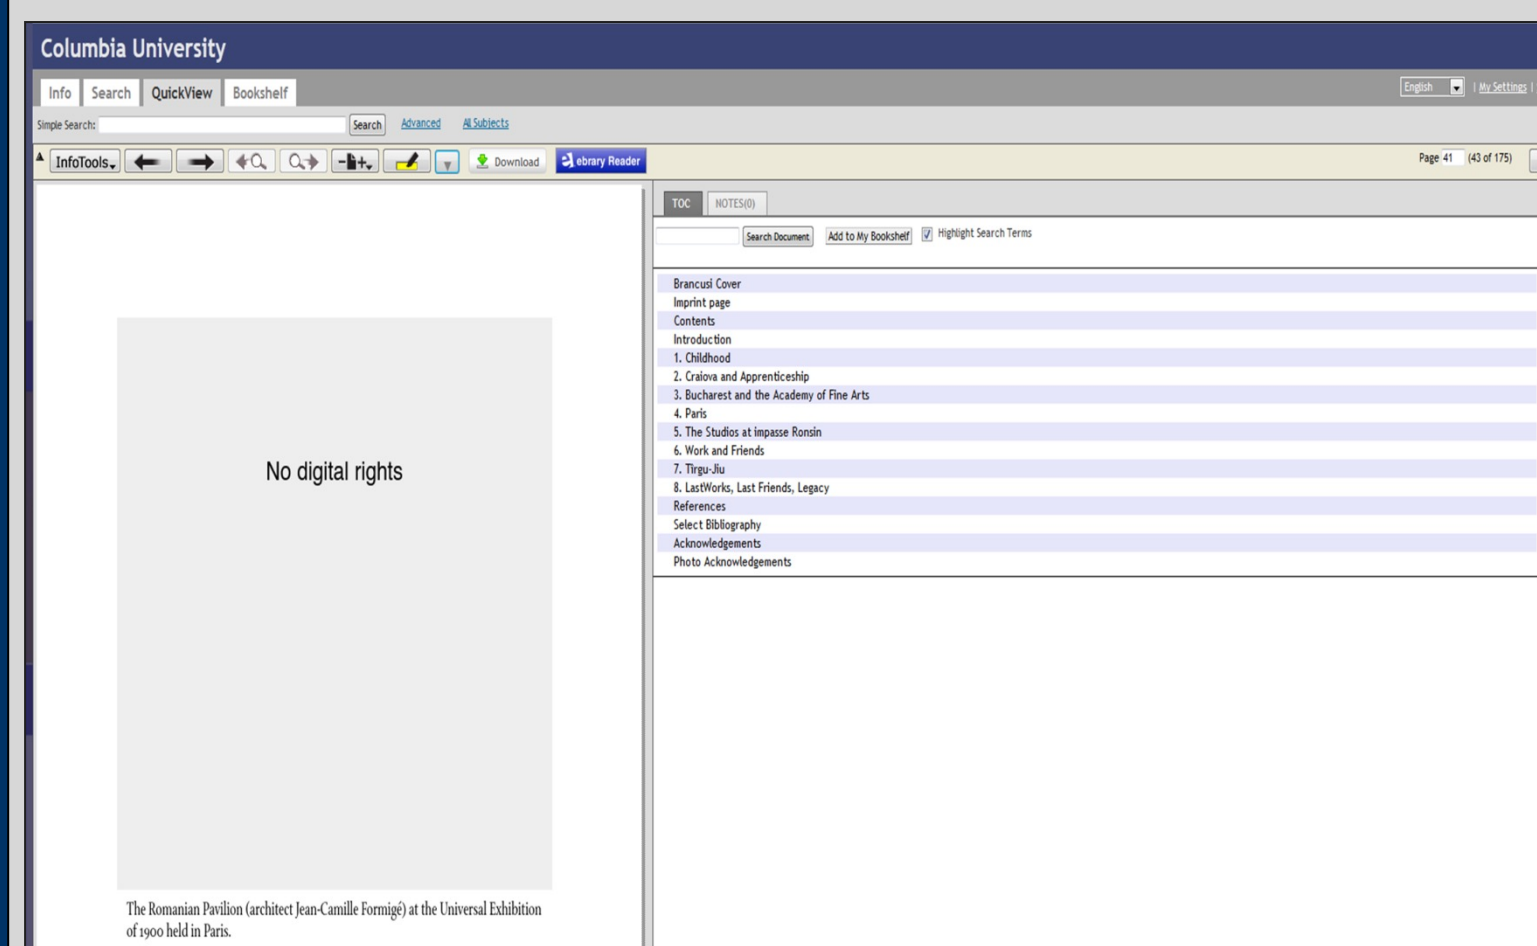 Columbia University
Info Search QuickView Bookshelf
English | My Settings |
Simple Search: Search Advanced All Subjects
InfoTools Download ebrary Reader Page 41 (43 of 175)
TOC NOTES(0)
Search Document Add to My Bookshelf Highlight Search Terms
Brancusi Cover
Imprint page
Contents
Introduction
1. Childhood
2. Craiova and Apprenticeship
3. Bucharest and the Academy of Fine Arts
4. Paris
5. The Studios at impasse Ronsin
6. Work and Friends
7. Tirgu-Jiu
8. LastWorks, Last Friends, Legacy
References
Select Bibliography
Acknowledgements
Photo Acknowledgements
No digital rights
The Romanian Pavilion (architect Jean-Camille Formigé) at the Universal Exhibition
of 1900 held in Paris.